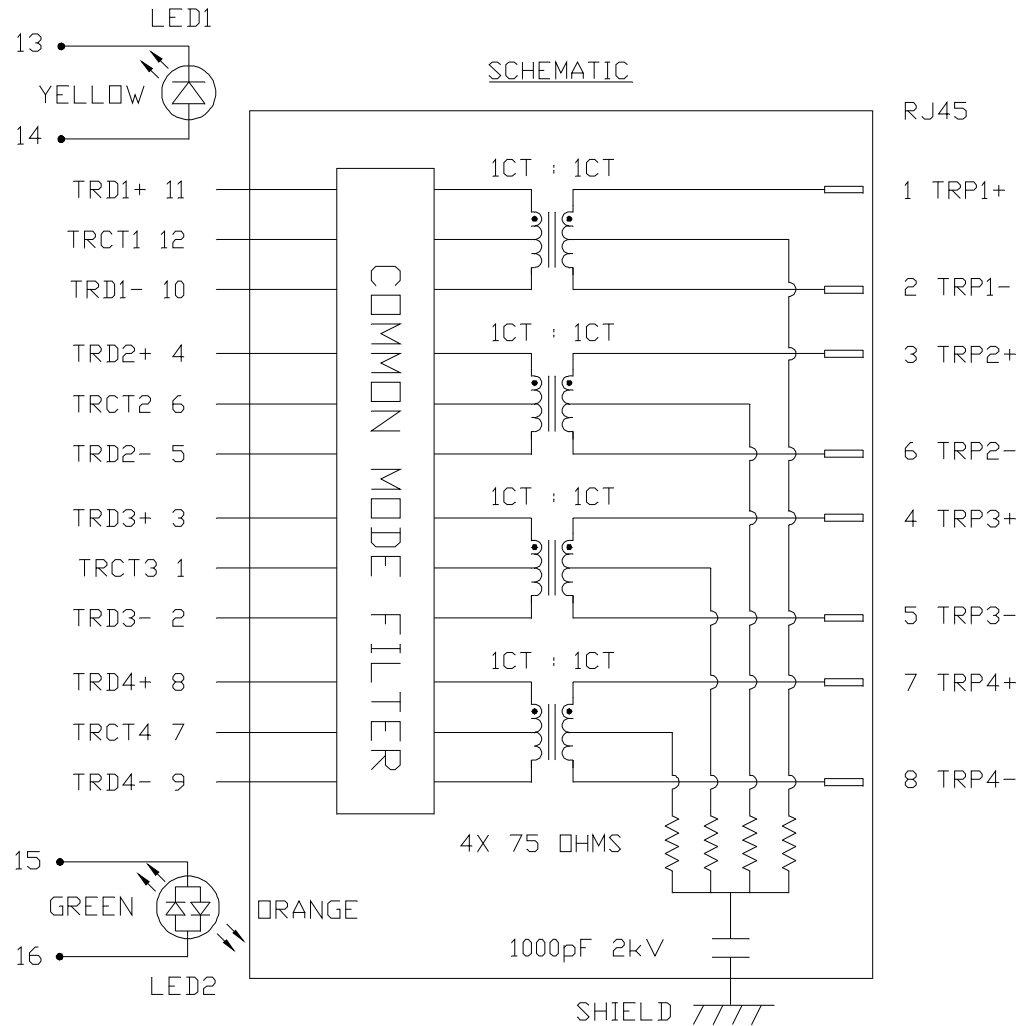 LED1
13
YELLOW
14
SCHEMATIC
RJ45
1CT : 1CT
TRD1+ 11
1 TRP1+
TRCT1 12
TRD1- 10
2 TRP1-
1CT : 1CT
TRD2+ 4
3 TRP2+
TRCT2 6
TRD2- 5
6 TRP2-
1CT : 1CT
TRD3+ 3
4 TRP3+
TRCT3 1
TRD3- 2
5 TRP3-
1CT : 1CT
TRD4+ 8
7 TRP4+
TRCT4 7
TRD4- 9
8 TRP4-
COMMON MODE FILTER
4X 75 OHMS
15
GREEN
ORANGE
16
LED2
1000pF 2kV
SHIELD